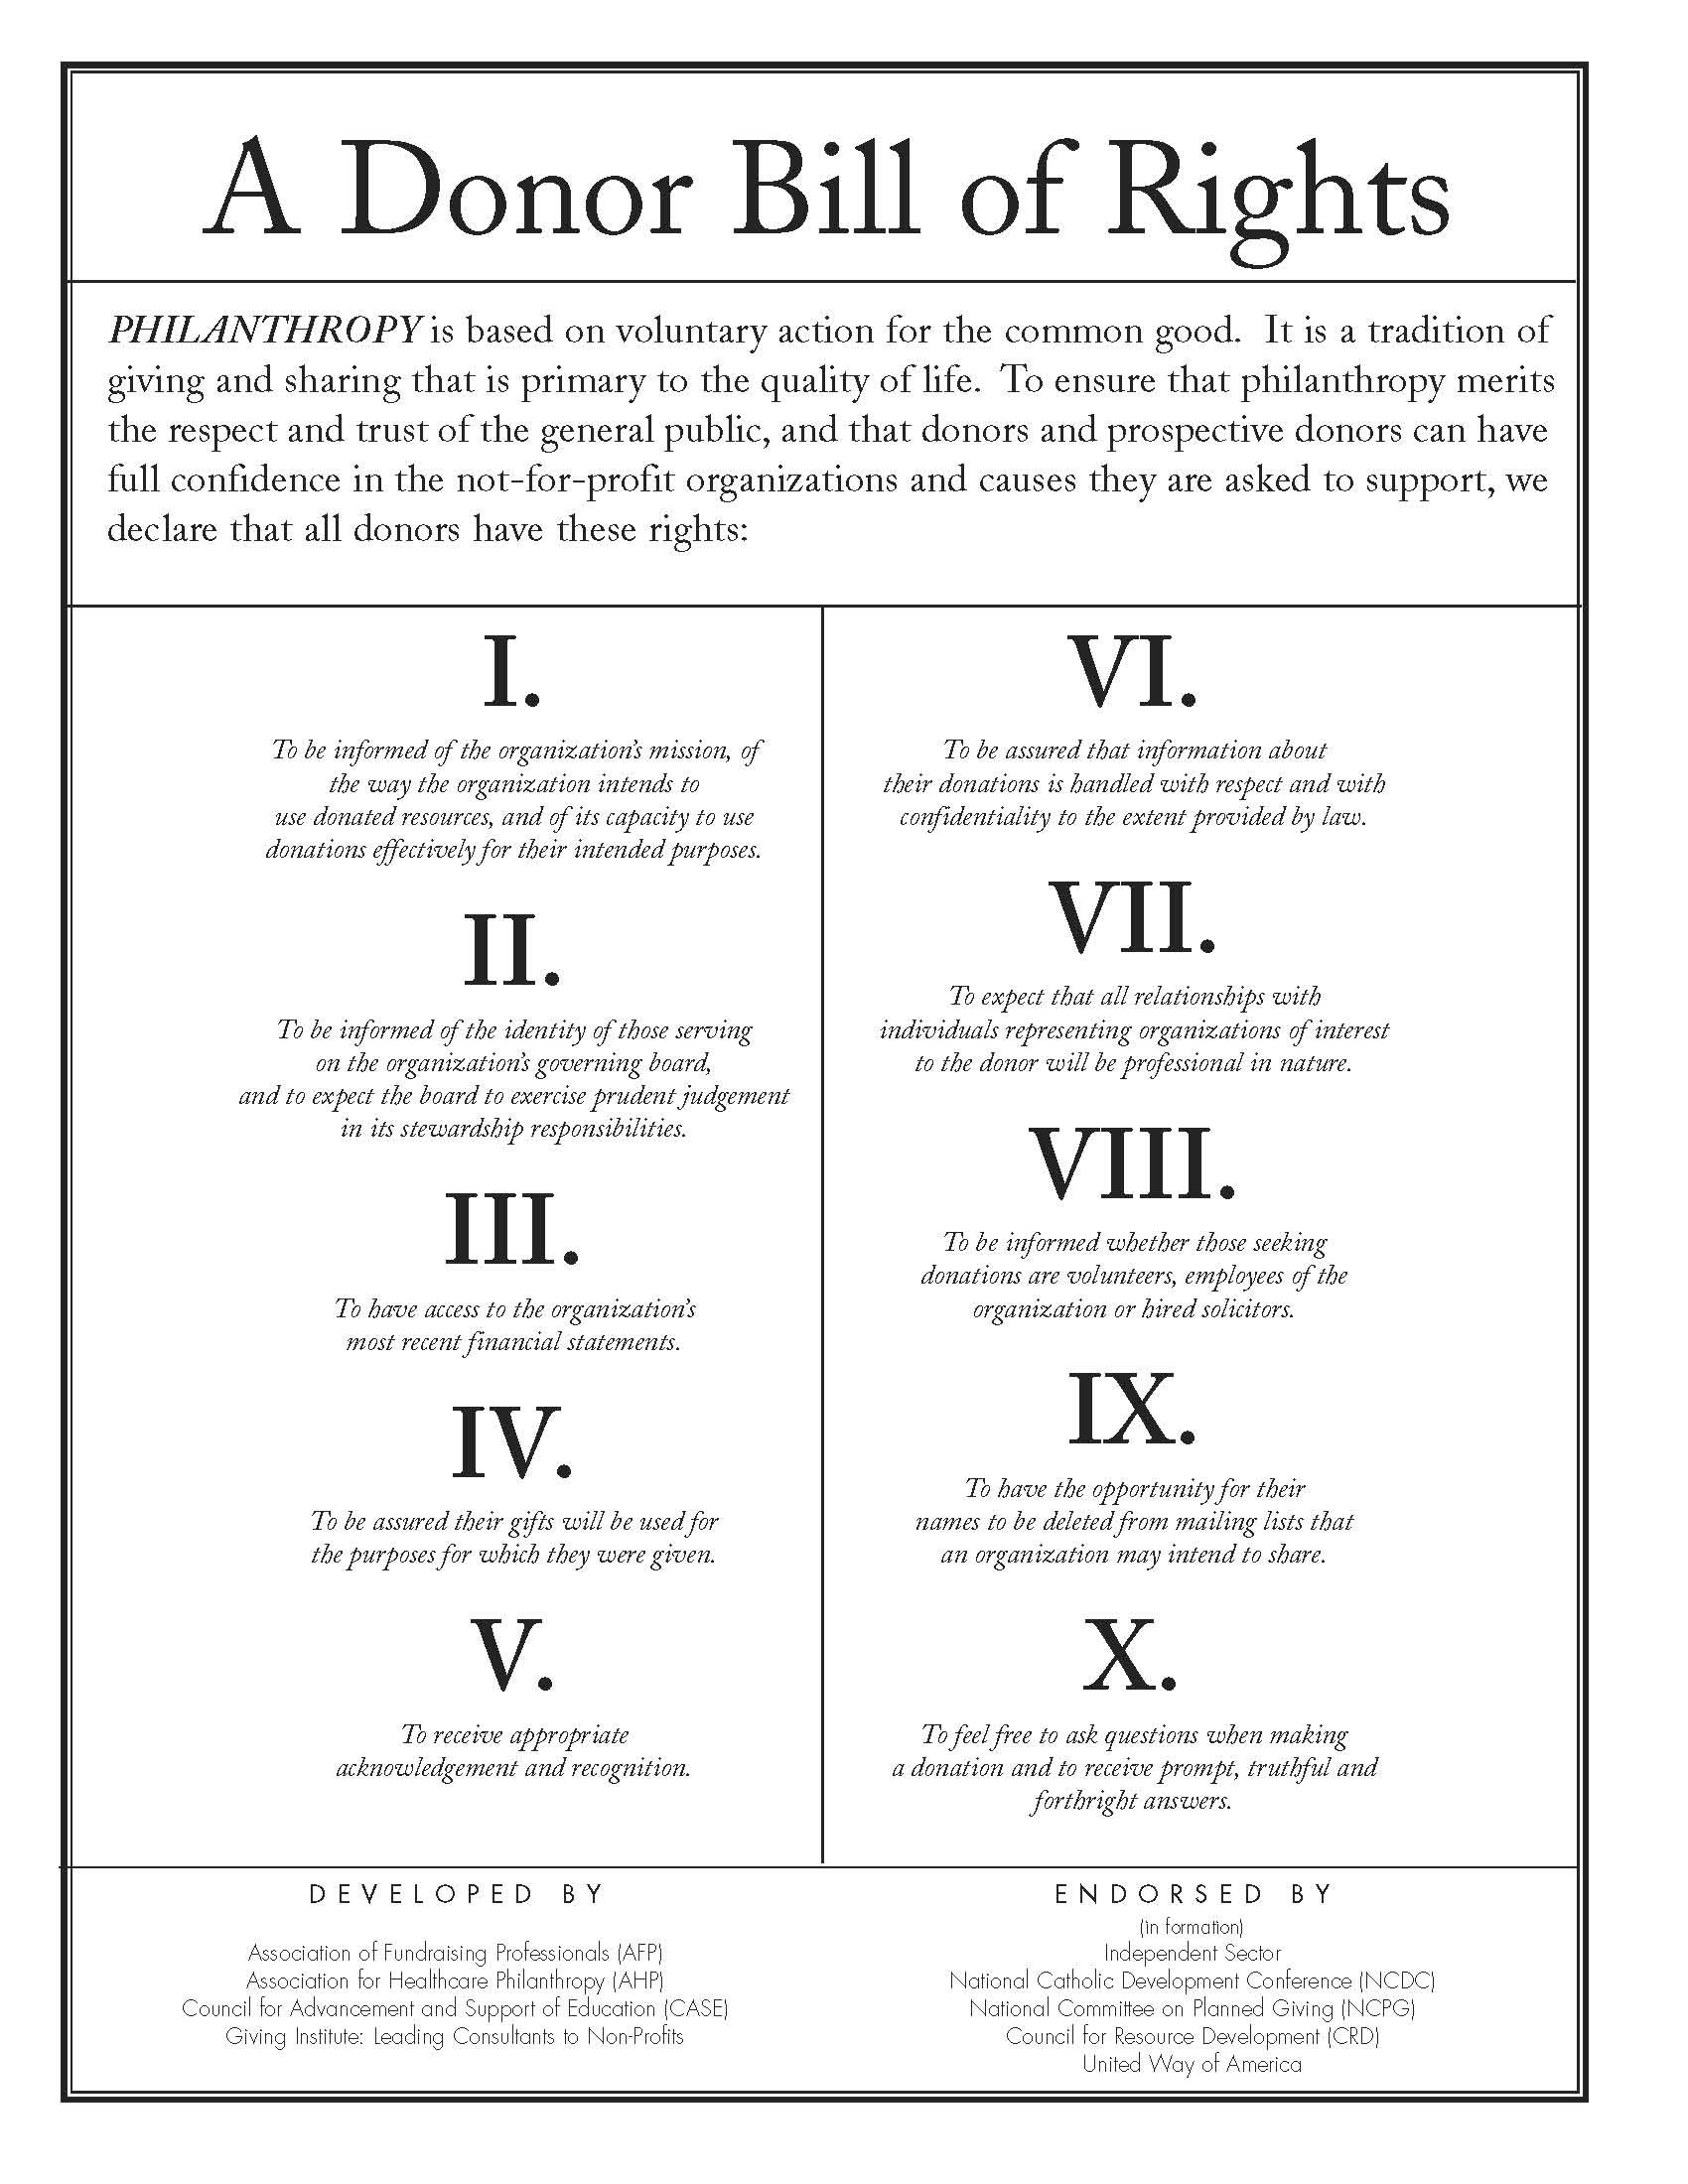 A Donor Bill of Rights
PHILANTHROPY is based on voluntary action for the common good.  It is a tradition of
giving and sharing that is primary to the quality of life.  To ensure that philanthropy merits
the respect and trust of the general public, and that donors and prospective donors can have
full confidence in the not-for-profit organizations and causes they are asked to support, we
declare that all donors have these rights:
I.
To be informed of the organization's mission, of
the way the organization intends to
use donated resources, and of its capacity to use
donations effectively for their intended purposes.
II.
To be informed of the identity of those serving
on the organization's governing board,
and to expect the board to exercise prudent judgement
in its stewardship responsibilities.
III.
To have access to the organization's
most recent financial statements.
IV.
To be assured their gifts will be used for
the purposes for which they were given.
V.
To receive appropriate
acknowledgement and recognition.
VI.
To be assured that information about
their donations is handled with respect and with
confidentiality to the extent provided by law.
VII.
To expect that all relationships with
individuals representing organizations of interest
to the donor will be professional in nature.
VIII.
To be informed whether those seeking
donations are volunteers, employees of the
organization or hired solicitors.
IX.
To have the opportunity for their
names to be deleted from mailing lists that
an organization may intend to share.
X.
To feel free to ask questions when making
a donation and to receive prompt, truthful and
forthright answers.
DEVELOPED BY
Association of Fundraising Professionals (AFP)
Association for Healthcare Philanthropy (AHP)
Council for Advancement and Support of Education (CASE)
Giving Institute: Leading Consultants to Non-Profits
ENDORSED BY
(in formation)
Independent Sector
National Catholic Development Conference (NCDC)
National Committee on Planned Giving (NCPG)
Council for Resource Development (CRD)
United Way of America